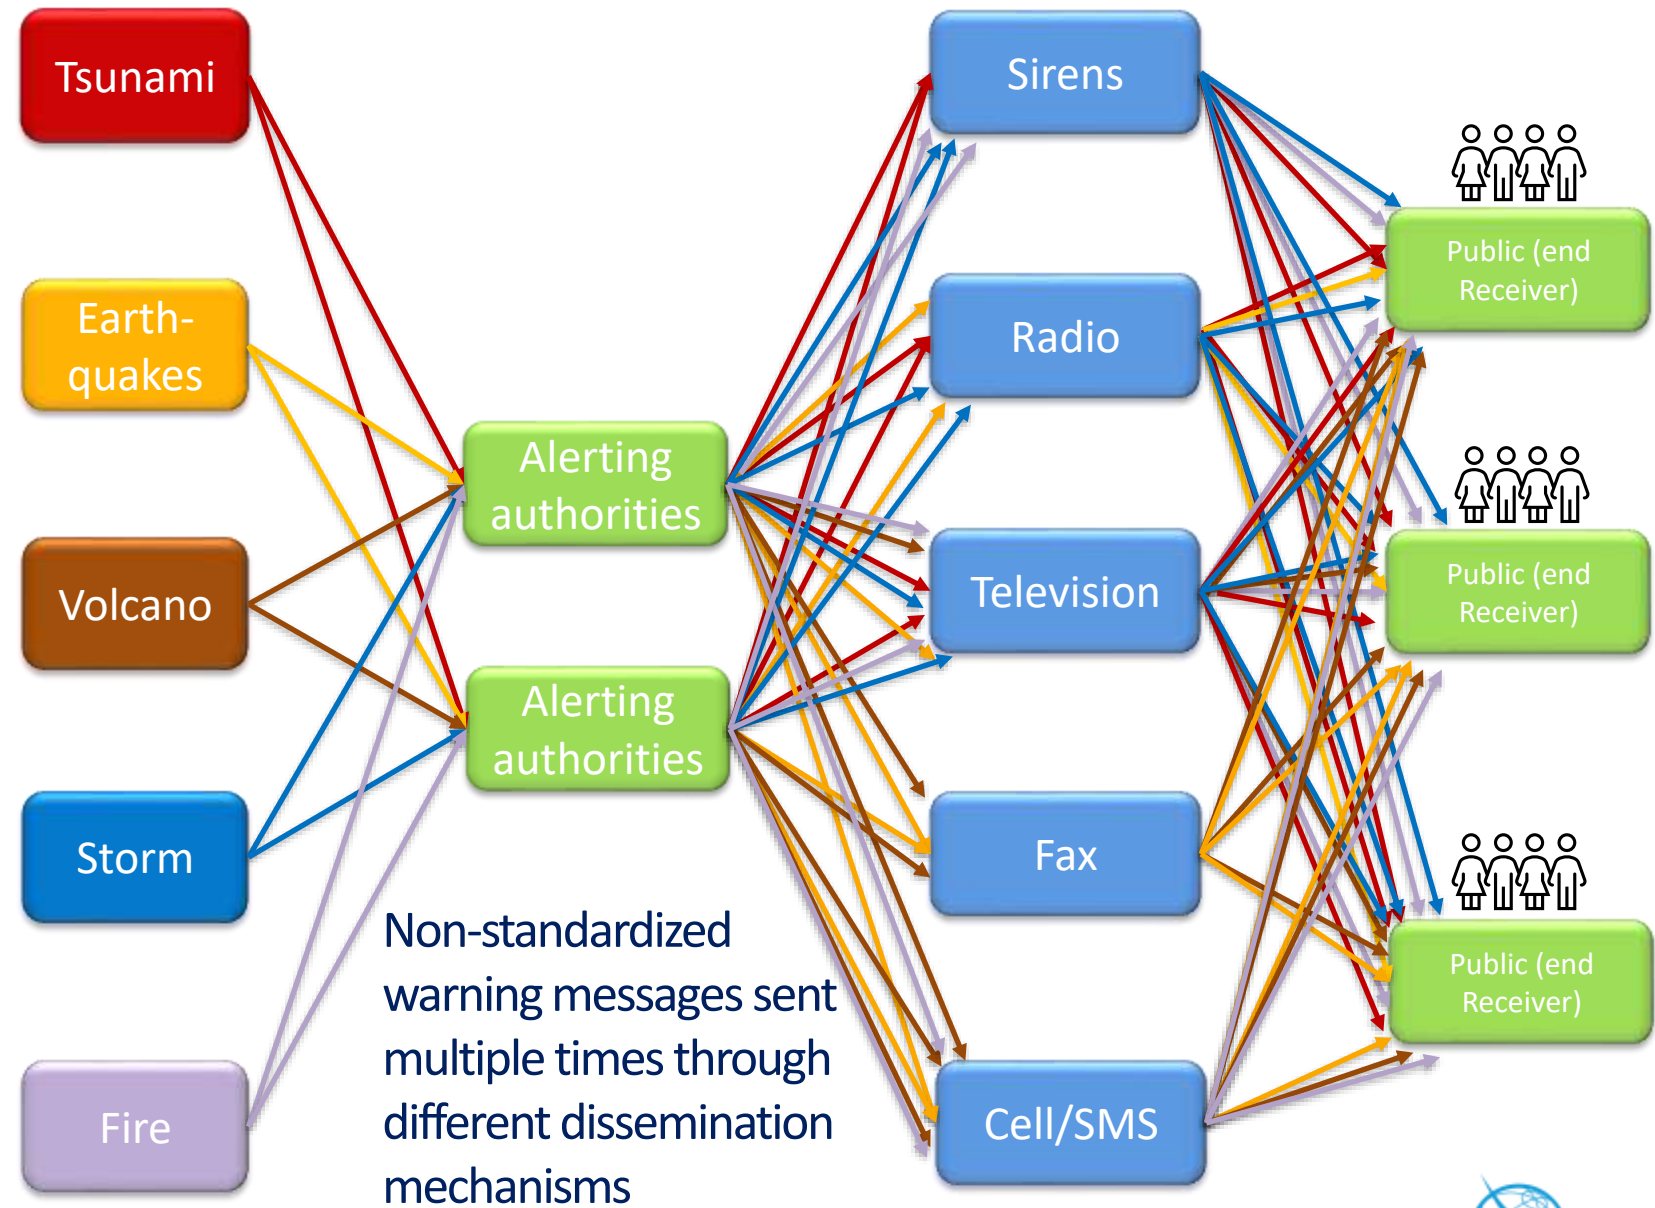 Tsunami
Earth-
quakes
Volcano
Storm
Fire
Alerting
authorities
Alerting
authorities
Non-standardized
warning messages sent
multiple times through
different dissemination
mechanisms
Sirens
Radio
Television
Fax
Cell/SMS
Public (end
Receiver)
Public (end
Receiver)
Public (end
Receiver)